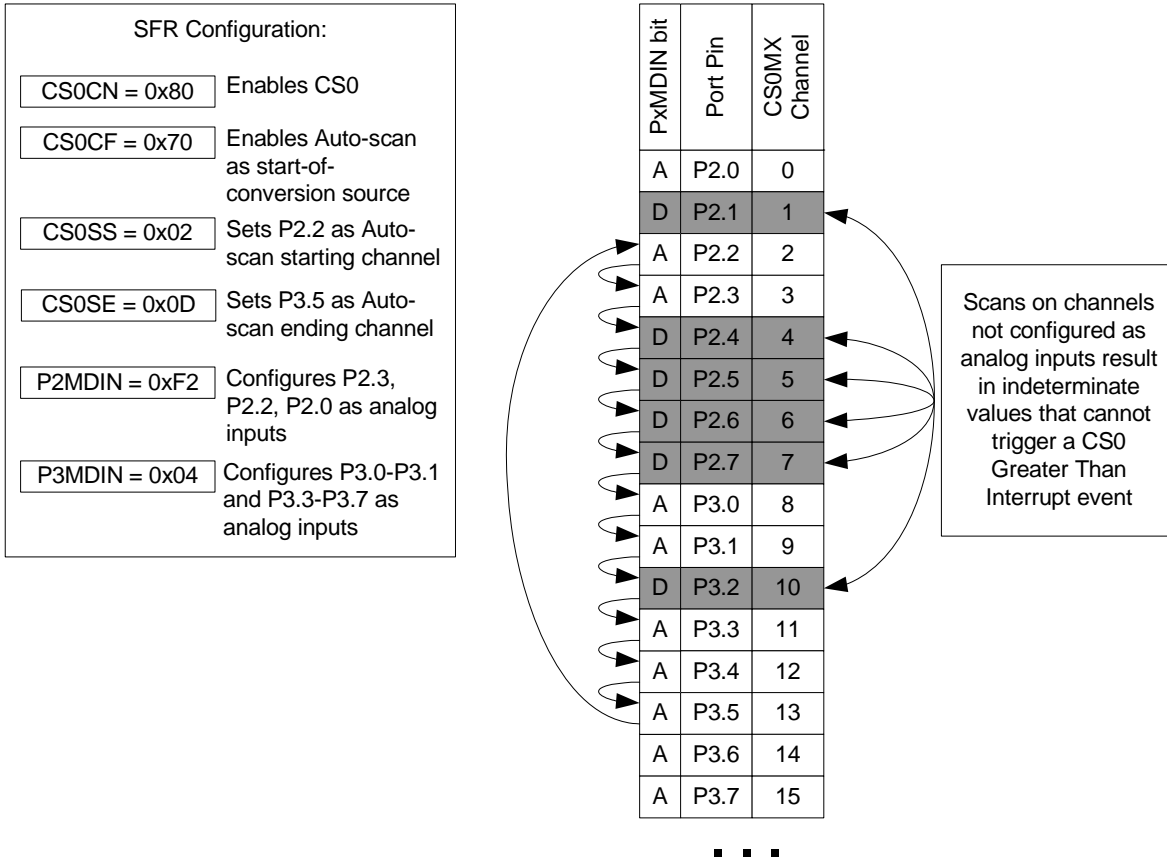 SFR Configuration:
CS0CN = 0x80
Enables CS0
CS0CF = 0x70
Enables Auto-scan
as start-of-
conversion source
CS0SS = 0x02
Sets P2.2 as Auto-
scan starting channel
CS0SE = 0x0D
Sets P3.5 as Auto-
scan ending channel
P2MDIN = 0xF2
Configures P2.3,
P2.2, P2.0 as analog
inputs
P3MDIN = 0x04
Configures P3.0-P3.1
and P3.3-P3.7 as
analog inputs
PxMDIN bit
Port Pin
CS0MX
Channel
A P2.0 0
D P2.1 1
A P2.2 2
A P2.3 3
D P2.4 4
D P2.5 5
D P2.6 6
D P2.7 7
A P3.0 8
A P3.1 9
D P3.2 10
A P3.3 11
A P3.4 12
A P3.5 13
A P3.6 14
A P3.7 15
...
Scans on channels
not configured as
analog inputs result
in indeterminate
values that cannot
trigger a CS0
Greater Than
Interrupt event